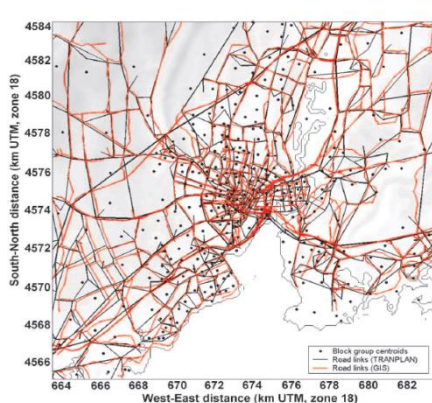 4584
4582
4580
4578
4576
4574
4572
4570
4568
4566
South-North distance (km UTM, zone 18)
664 666 668 670 672 674 676 678 680 682
West-East distance (km UTM, zone 18)
Block group centroids
Road links (TRANPLAN)
Road links (GIS)